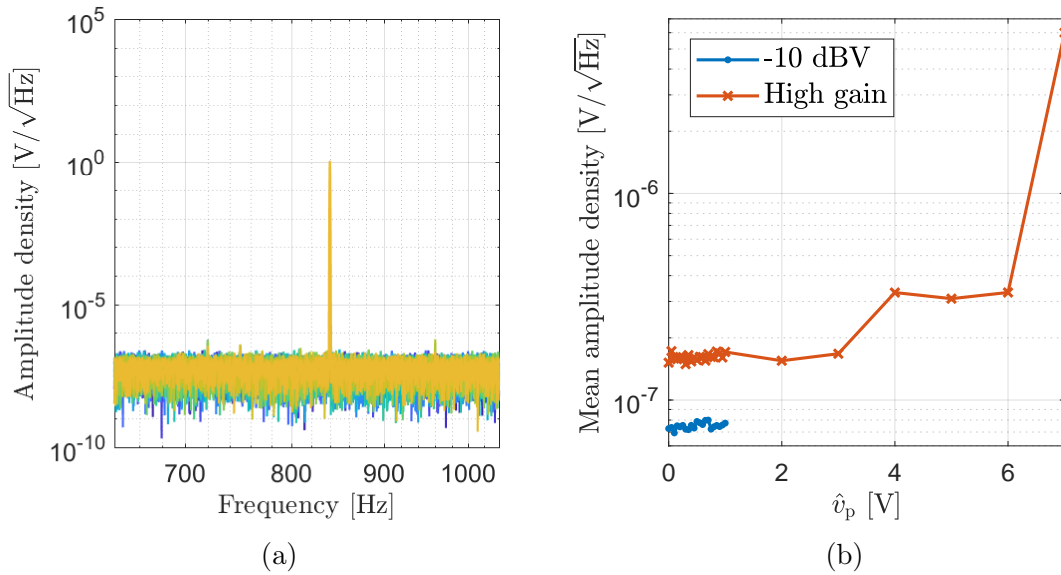 10^5
10^0
10^-5
10^-10
Amplitude density [V/√Hz]
700
800
900
1000
Frequency [Hz]
(a)
-10 dBV
High gain
10^-6
10^-7
Mean amplitude density [V/√Hz]
0
2
4
6
v̂_p [V]
(b)